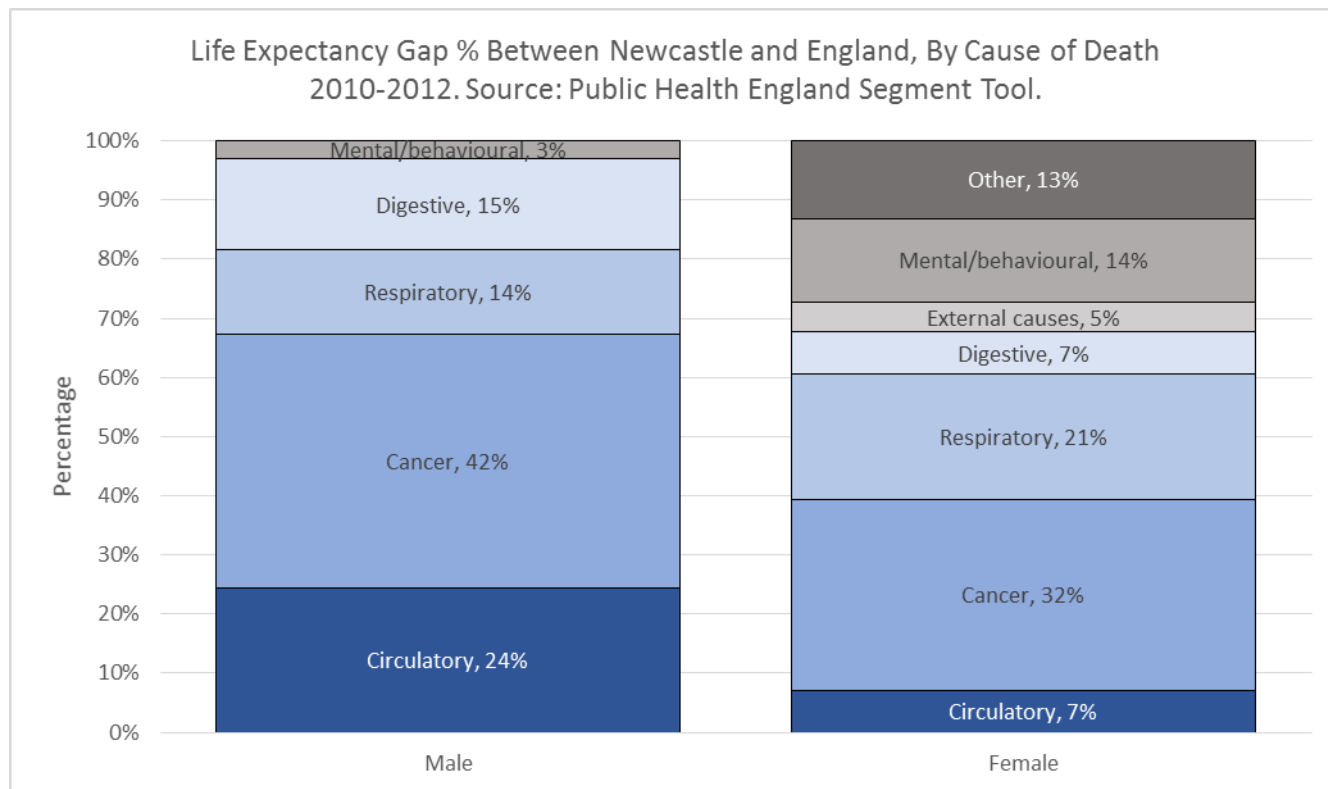 Life Expectancy Gap % Between Newcastle and England, By Cause of Death
2010-2012. Source: Public Health England Segment Tool.
Percentage
100%
90%
80%
70%
60%
50%
40%
30%
20%
10%
0%
Mental/behavioural, 3%
Digestive, 15%
Respiratory, 14%
Cancer, 42%
Circulatory, 24%
Other, 13%
Mental/behavioural, 14%
External causes, 5%
Digestive, 7%
Respiratory, 21%
Cancer, 32%
Circulatory, 7%
Male
Female